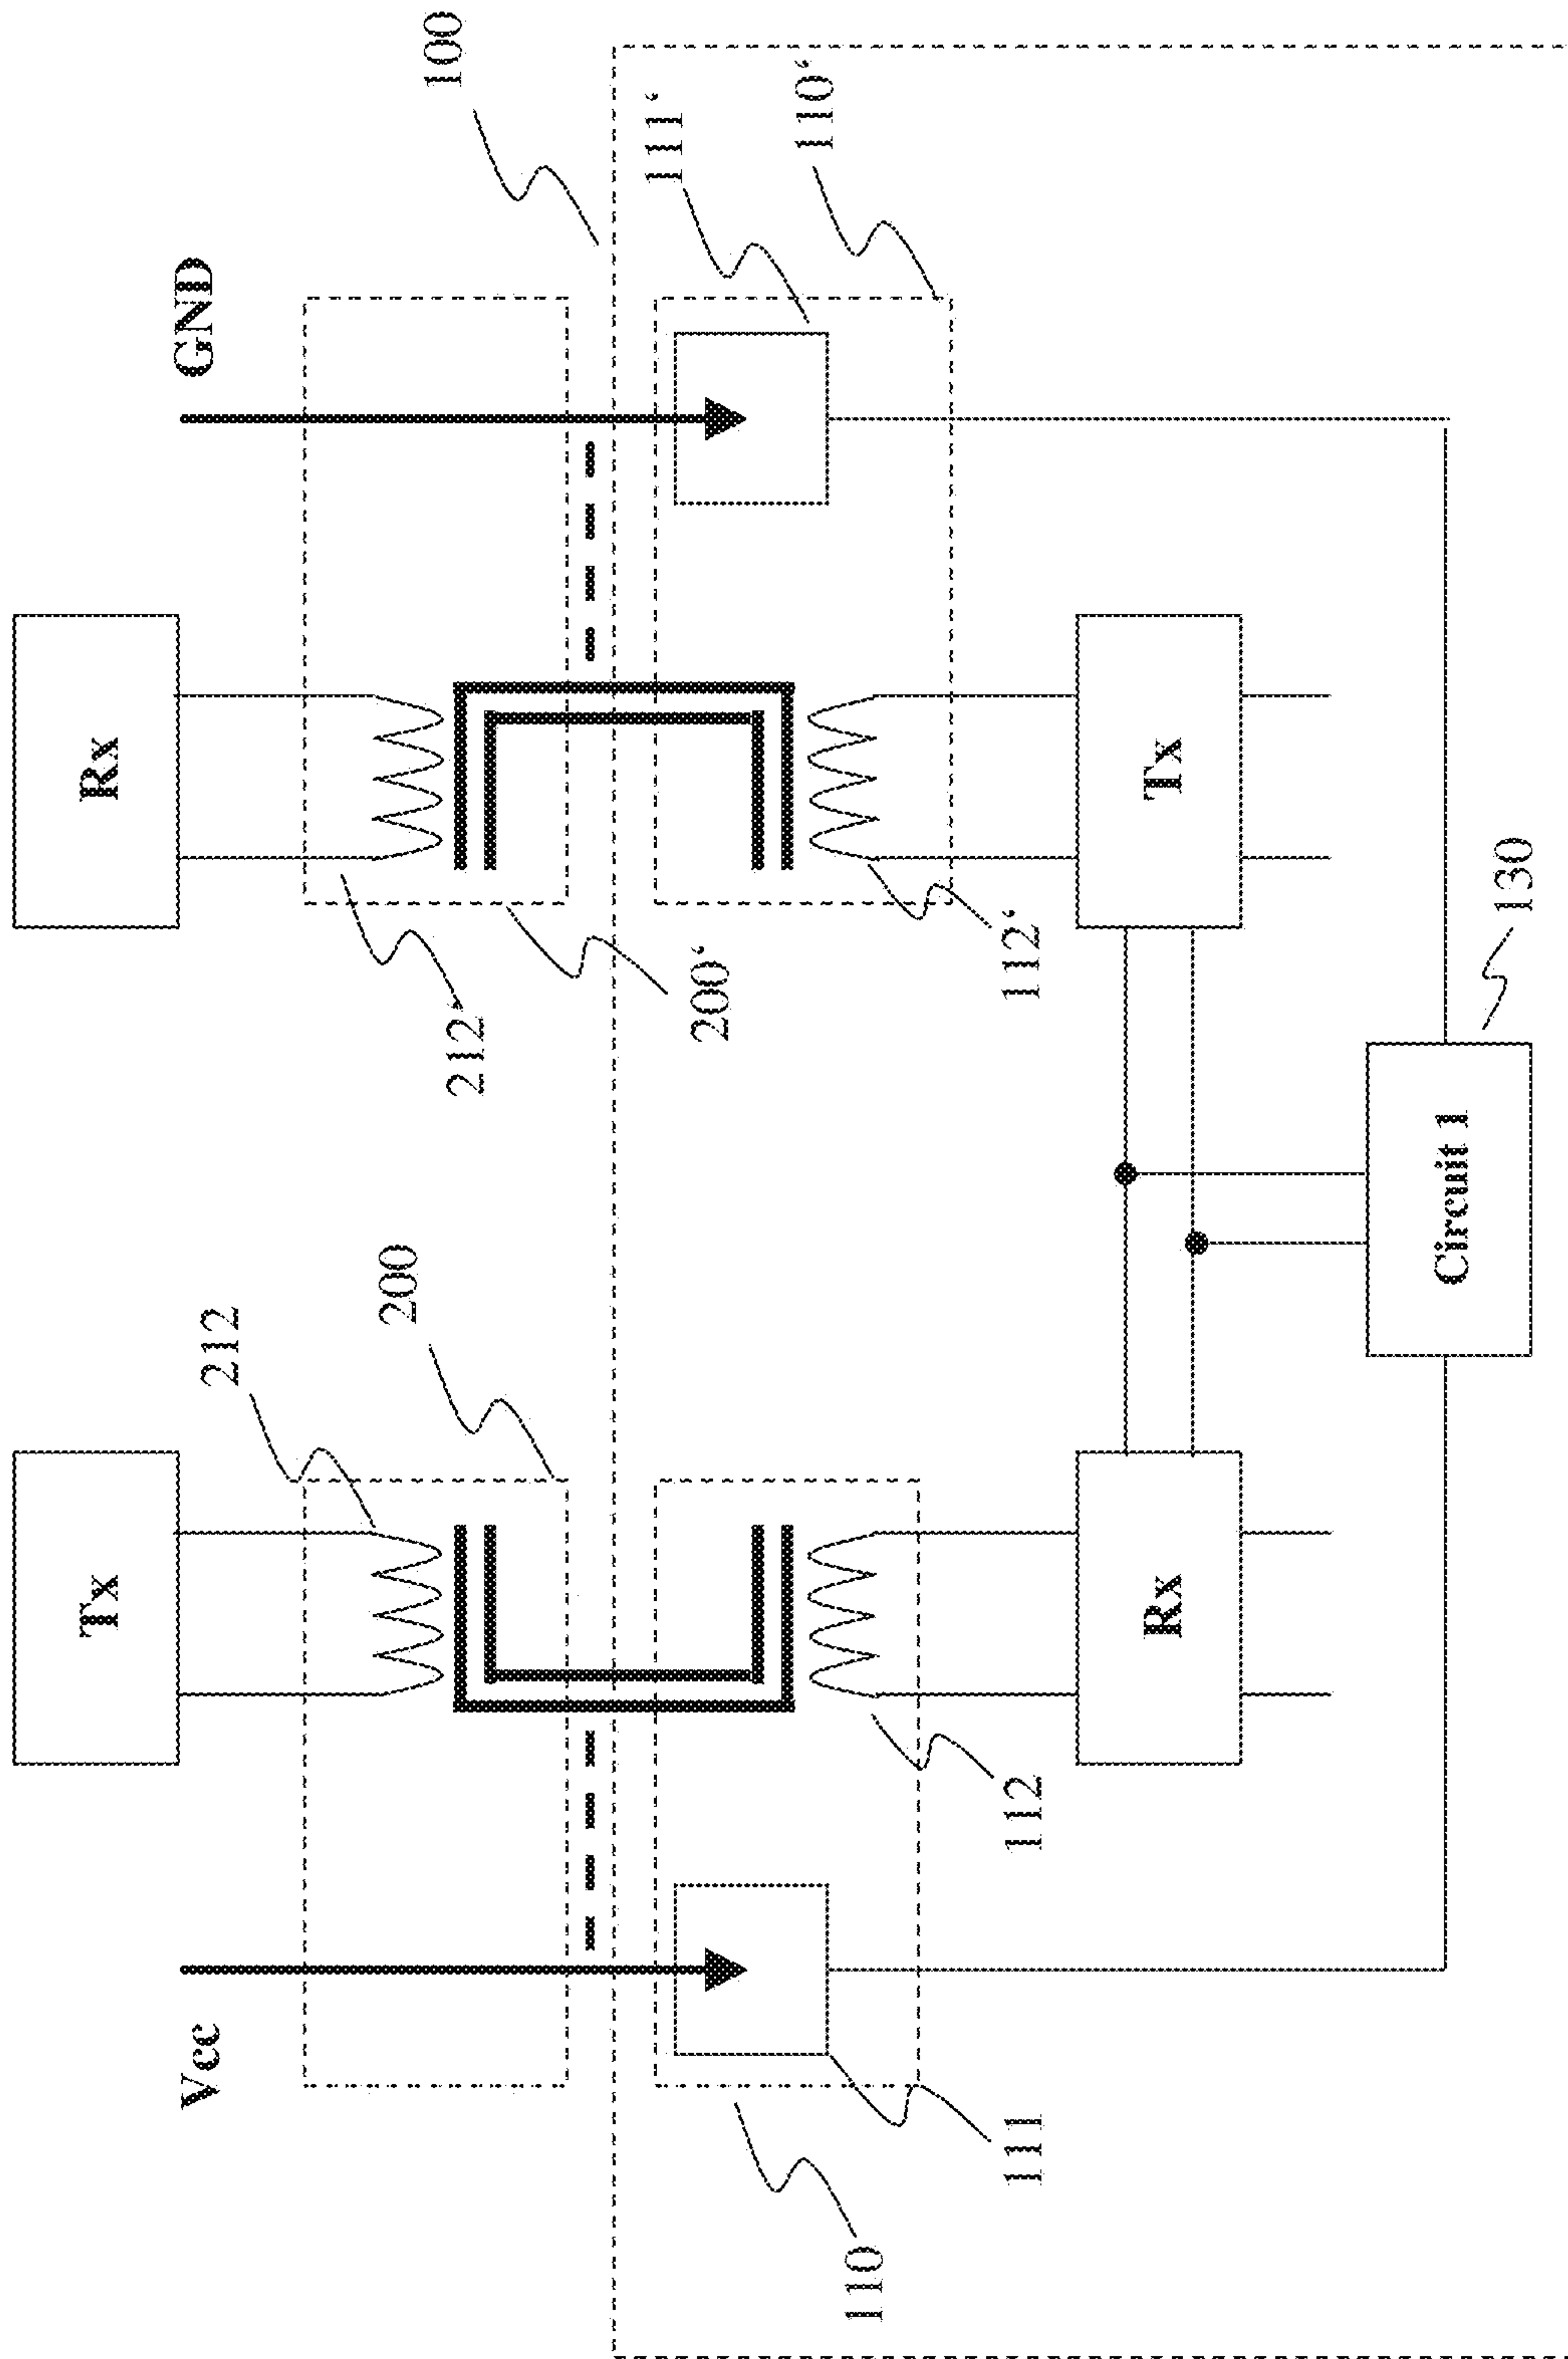 Tx
Rx
Vcc
212
GND
200
100
212‘
111‘
200‘
110‘
110
111
112
112‘
Rx
Tx
Circuit 1
130